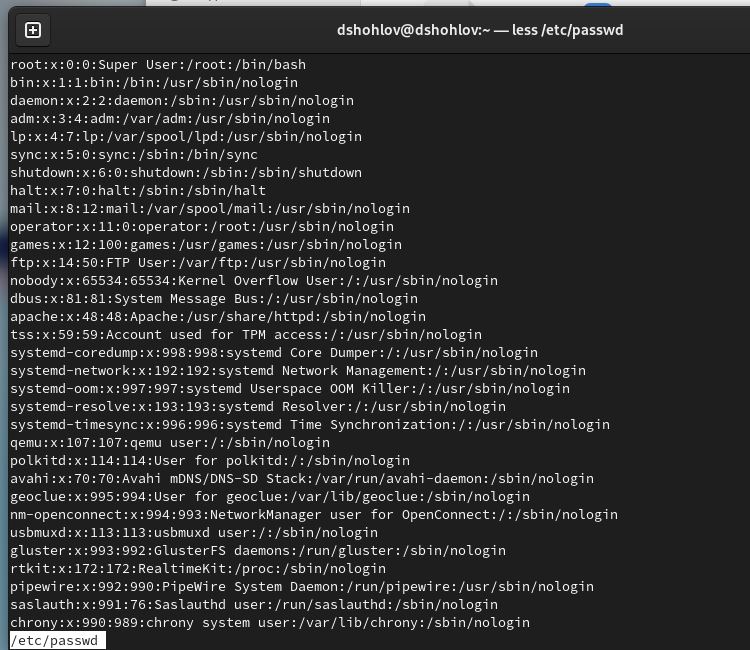 dshohlov@dshohlov:~ — less /etc/passwd
root:x:0:0:Super User:/root:/bin/bash
bin:x:1:1:bin:/bin:/usr/sbin/nologin
daemon:x:2:2:daemon:/sbin:/usr/sbin/nologin
adm:x:3:4:adm:/var/adm:/usr/sbin/nologin
lp:x:4:7:lp:/var/spool/lpd:/usr/sbin/nologin
sync:x:5:0:sync:/sbin:/bin/sync
shutdown:x:6:0:shutdown:/sbin:/sbin/shutdown
halt:x:7:0:halt:/sbin:/sbin/halt
mail:x:8:12:mail:/var/spool/mail:/usr/sbin/nologin
operator:x:11:0:operator:/root:/usr/sbin/nologin
games:x:12:100:games:/usr/games:/usr/sbin/nologin
ftp:x:14:50:FTP User:/var/ftp:/usr/sbin/nologin
nobody:x:65534:65534:Kernel Overflow User:/:/usr/sbin/nologin
dbus:x:81:81:System Message Bus:/:/usr/sbin/nologin
apache:x:48:48:Apache:/usr/share/httpd:/sbin/nologin
tss:x:59:59:Account used for TPM access:/:/usr/sbin/nologin
systemd-coredump:x:998:998:systemd Core Dumper:/:/usr/sbin/nologin
systemd-network:x:192:192:systemd Network Management:/:/usr/sbin/nologin
systemd-oom:x:997:997:systemd Userspace OOM Killer:/:/usr/sbin/nologin
systemd-resolve:x:193:193:systemd Resolver:/:/usr/sbin/nologin
systemd-timesync:x:996:996:systemd Time Synchronization:/:/usr/sbin/nologin
qemu:x:107:107:qemu user:/:/sbin/nologin
polkitd:x:114:114:User for polkitd:/:/sbin/nologin
avahi:x:70:70:Avahi mDNS/DNS-SD Stack:/var/run/avahi-daemon:/sbin/nologin
geoclue:x:995:994:User for geoclue:/var/lib/geoclue:/sbin/nologin
nm-openconnect:x:994:993:NetworkManager user for OpenConnect:/:/sbin/nologin
usbmuxd:x:113:113:usbmuxd user:/:/sbin/nologin
gluster:x:993:992:GlusterFS daemons:/run/gluster:/sbin/nologin
rtkit:x:172:172:RealtimeKit:/proc:/sbin/nologin
pipewire:x:992:990:PipeWire System Daemon:/run/pipewire:/usr/sbin/nologin
saslauth:x:991:76:Saslauthd user:/run/saslauthd:/sbin/nologin
chrony:x:990:989:chrony system user:/var/lib/chrony:/sbin/nologin
/etc/passwd